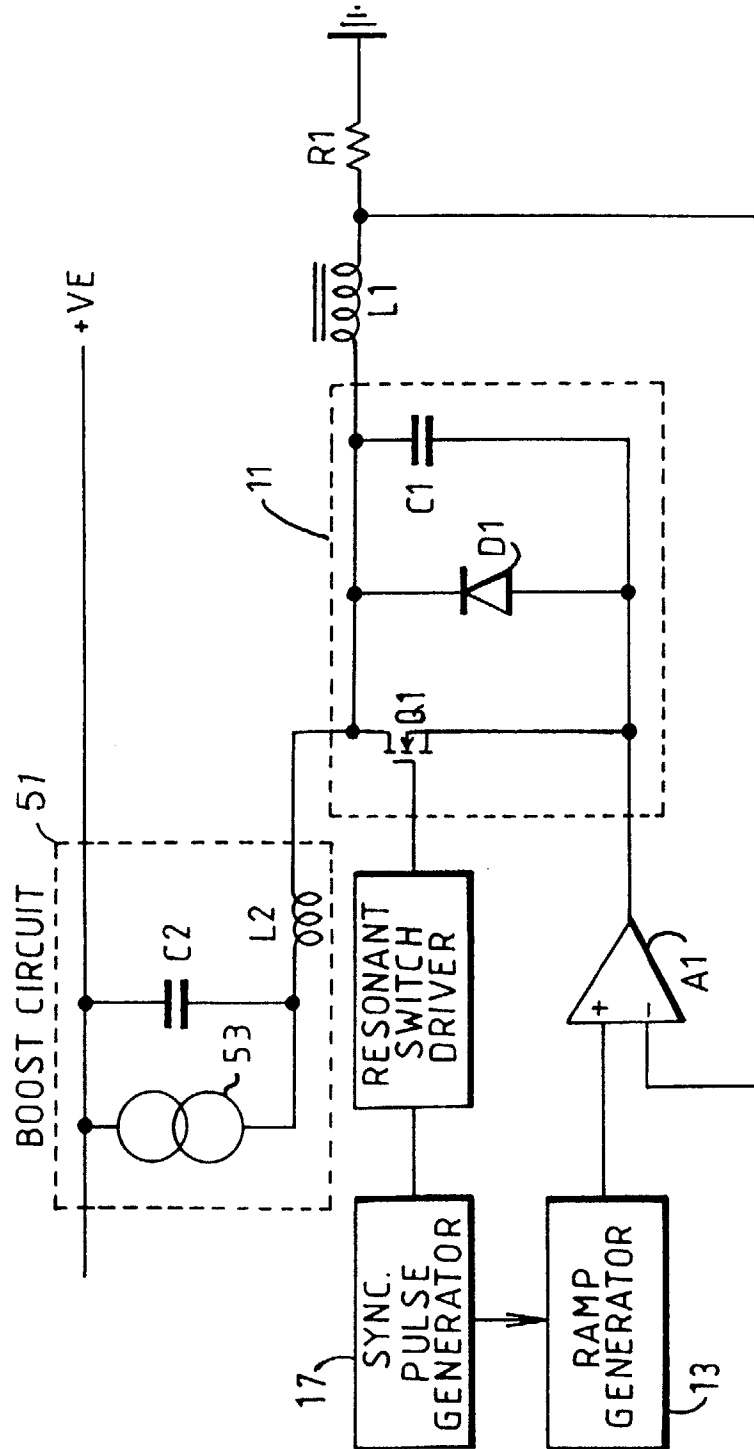 BOOST CIRCUIT
51
+VE
53
C2
L2
11
L1
R1
Q1
D1
C1
17
SYNC.
PULSE
GENERATOR
RESONANT
SWITCH
DRIVER
RAMP
GENERATOR
13
+
−
A1